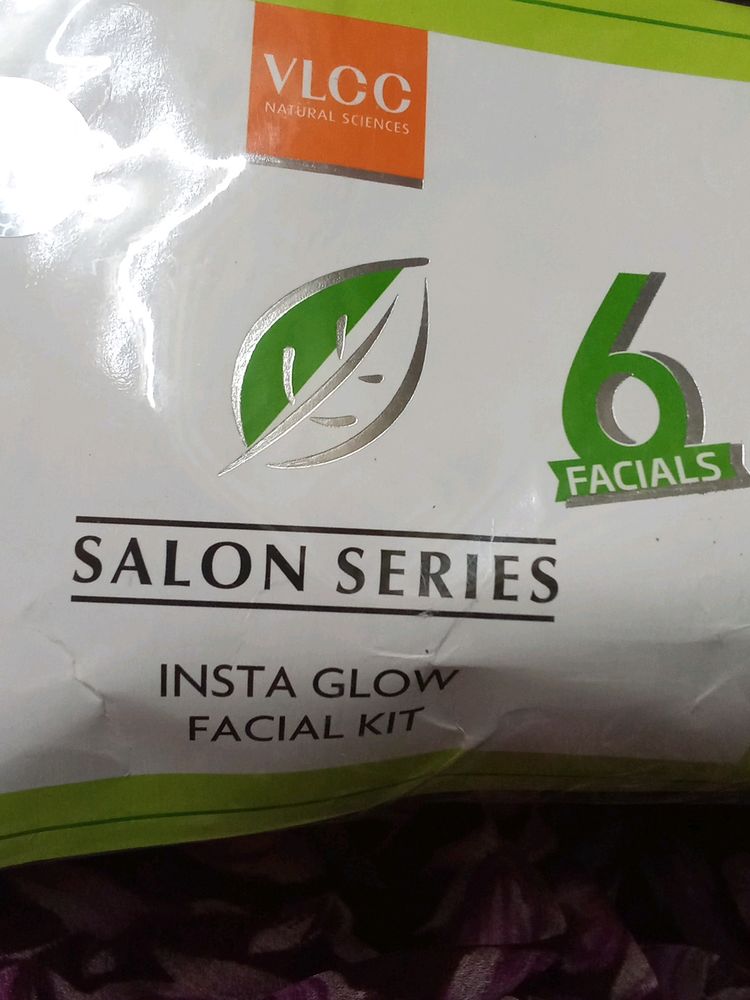 VLCC
NATURAL SCIENCES
6
FACIALS
SALON SERIES
INSTA GLOW
FACIAL KIT